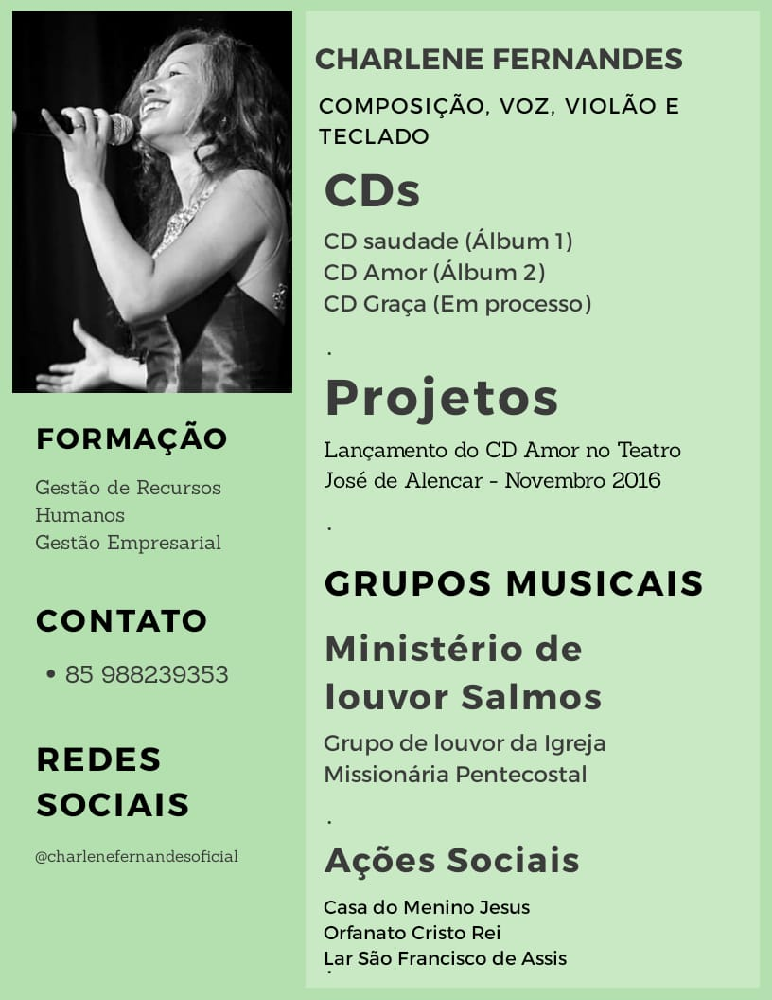 CHARLENE FERNANDES
COMPOSIÇÃO, VOZ, VIOLÃO E
TECLADO
CDs
CD saudade (Álbum 1)
CD Amor (Álbum 2)
CD Graça (Em processo)
.
Projetos
Lançamento do CD Amor no Teatro
José de Alencar - Novembro 2016
.
GRUPOS MUSICAIS
Ministério de
louvor Salmos
Grupo de louvor da Igreja
Missionária Pentecostal
.
Ações Sociais
Casa do Menino Jesus
Orfanato Cristo Rei
Lar São Francisco de Assis
.
FORMAÇÃO
Gestão de Recursos
Humanos
Gestão Empresarial
CONTATO
• 85 988239353
REDES
SOCIAIS
@charlenefernandesoficial